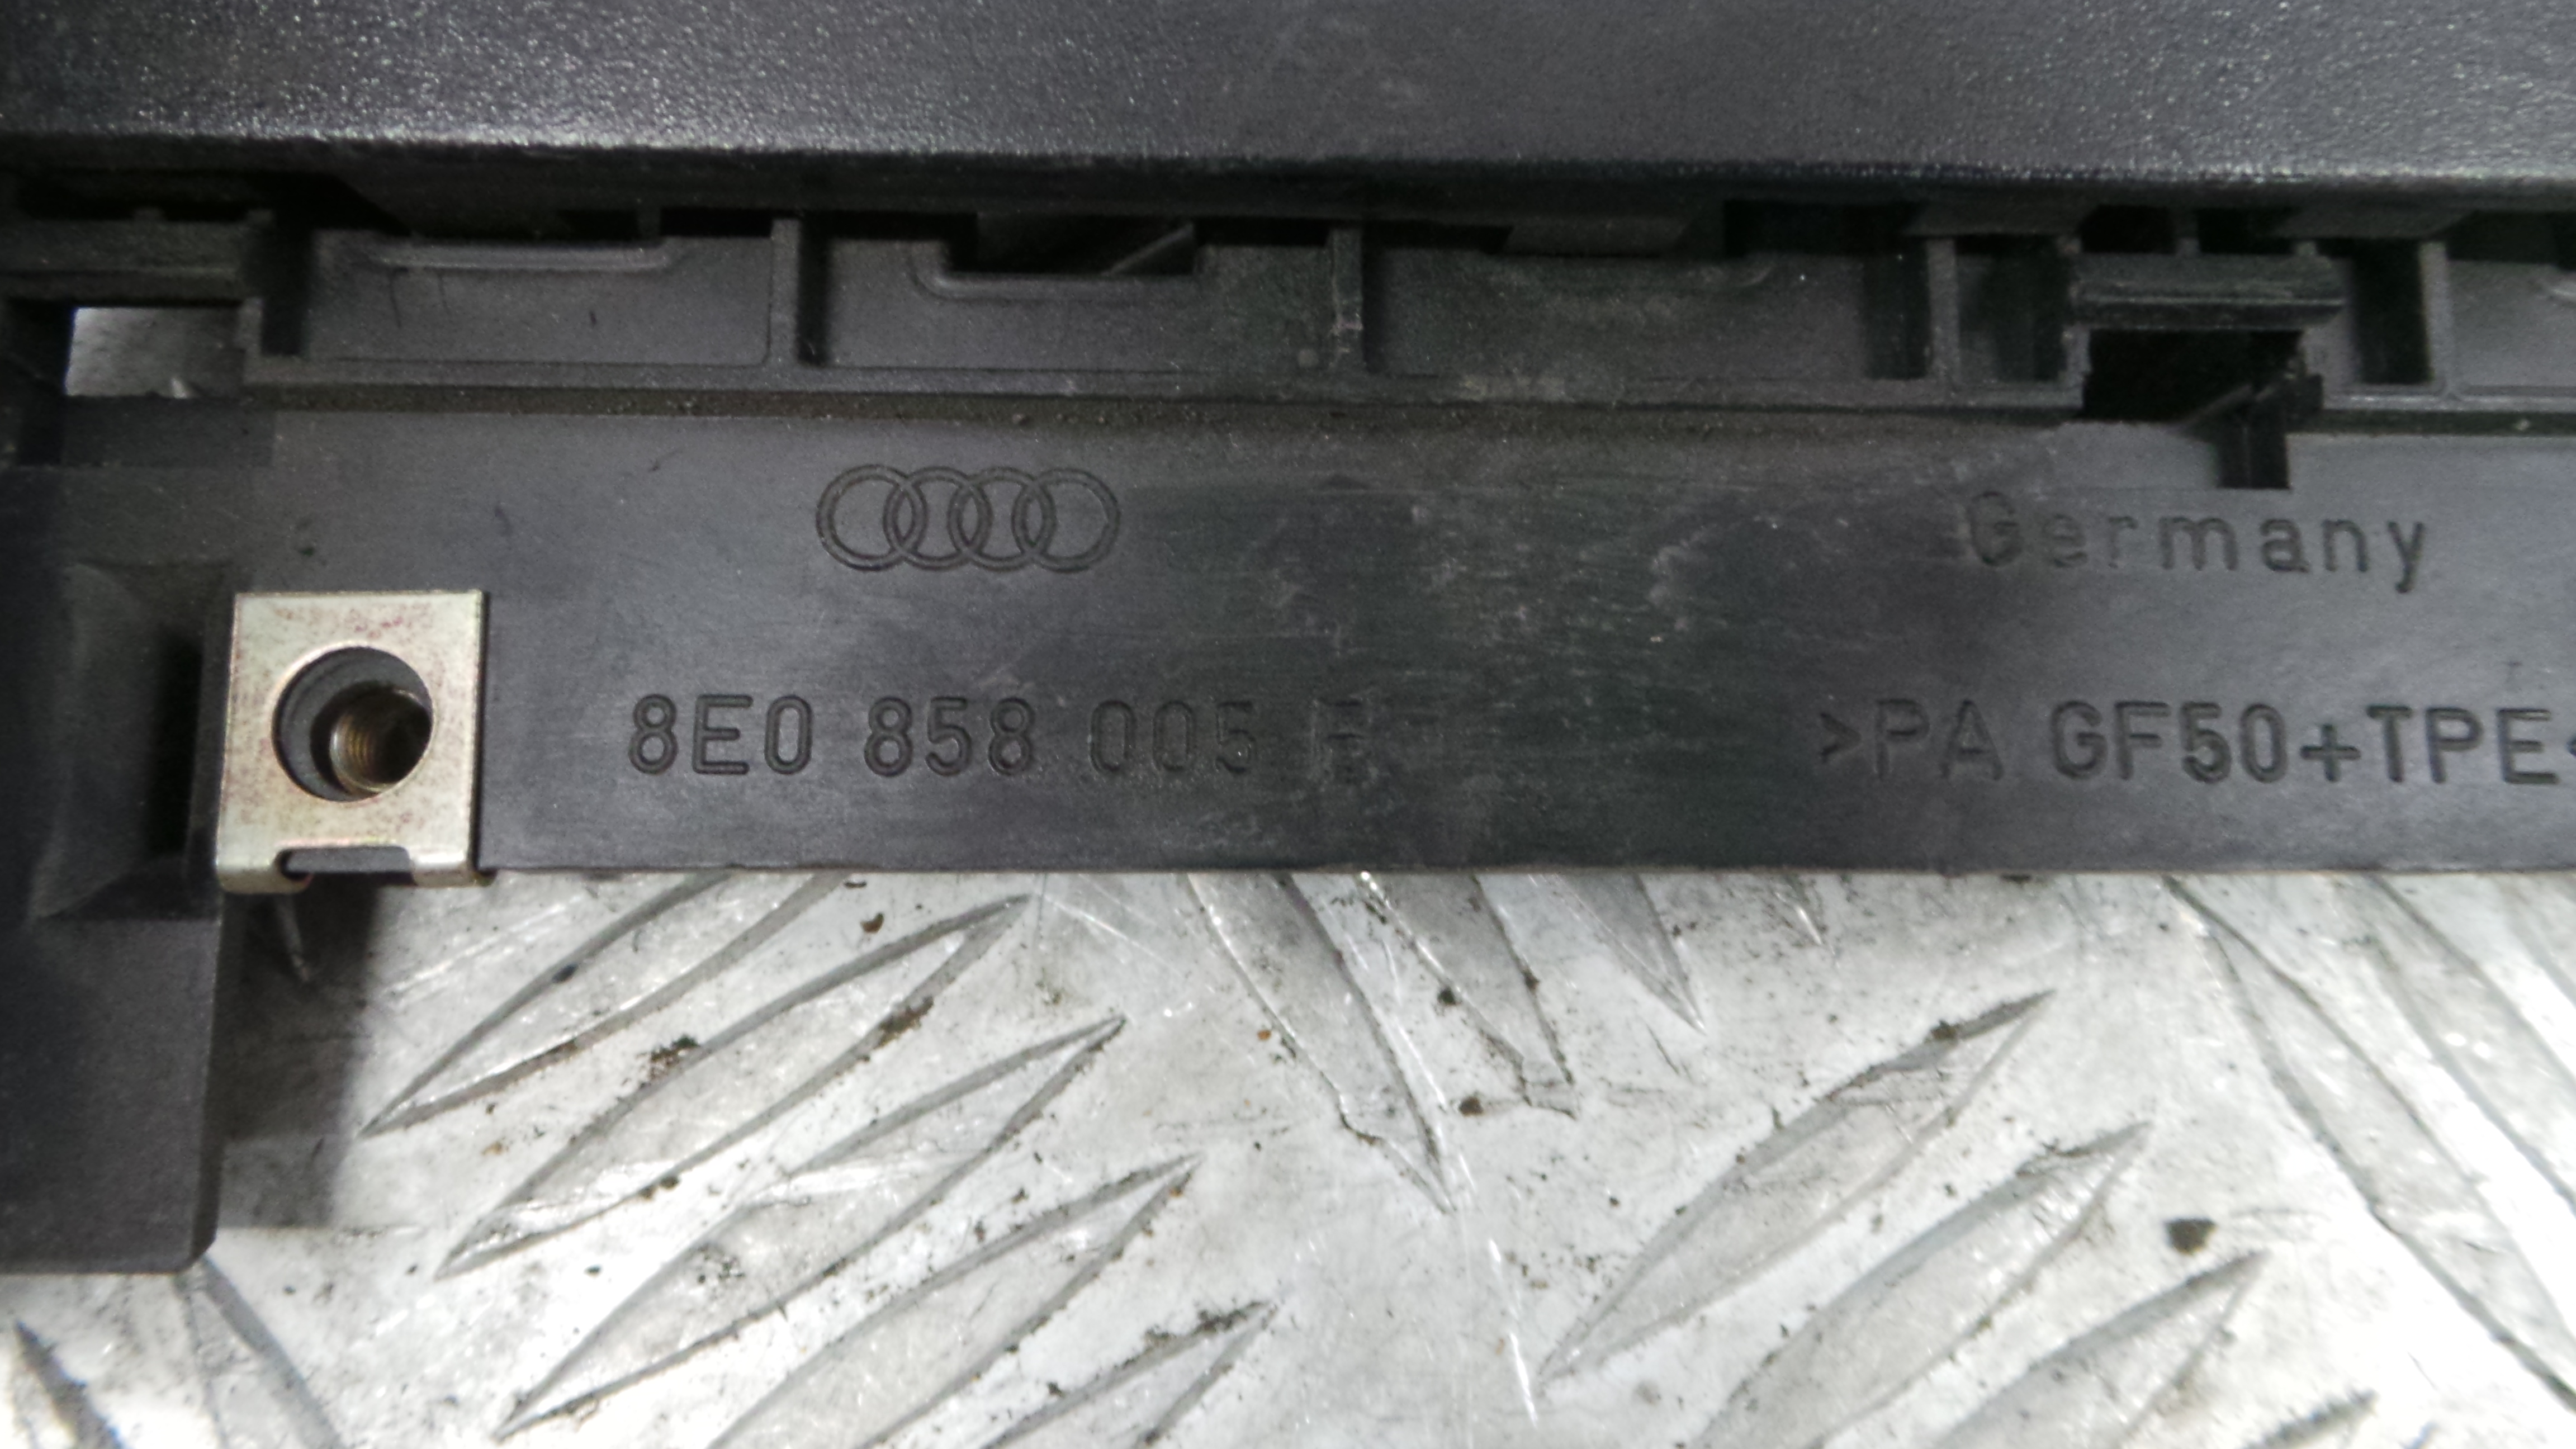 Germany
8E0 858 005 E
>PA GF50+TPE<